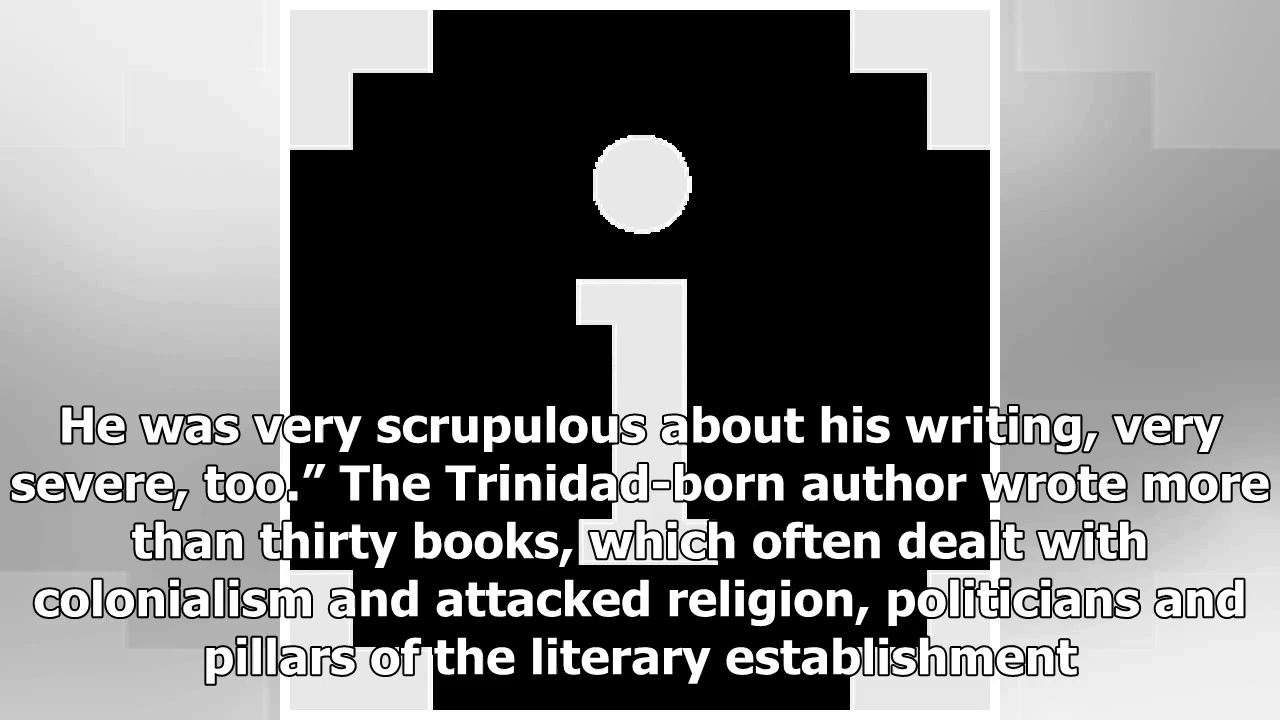 He was very scrupulous about his writing, very
severe, too.” The Trinidad-born author wrote more
than thirty books, which often dealt with
colonialism and attacked religion, politicians and
pillars of the literary establishment